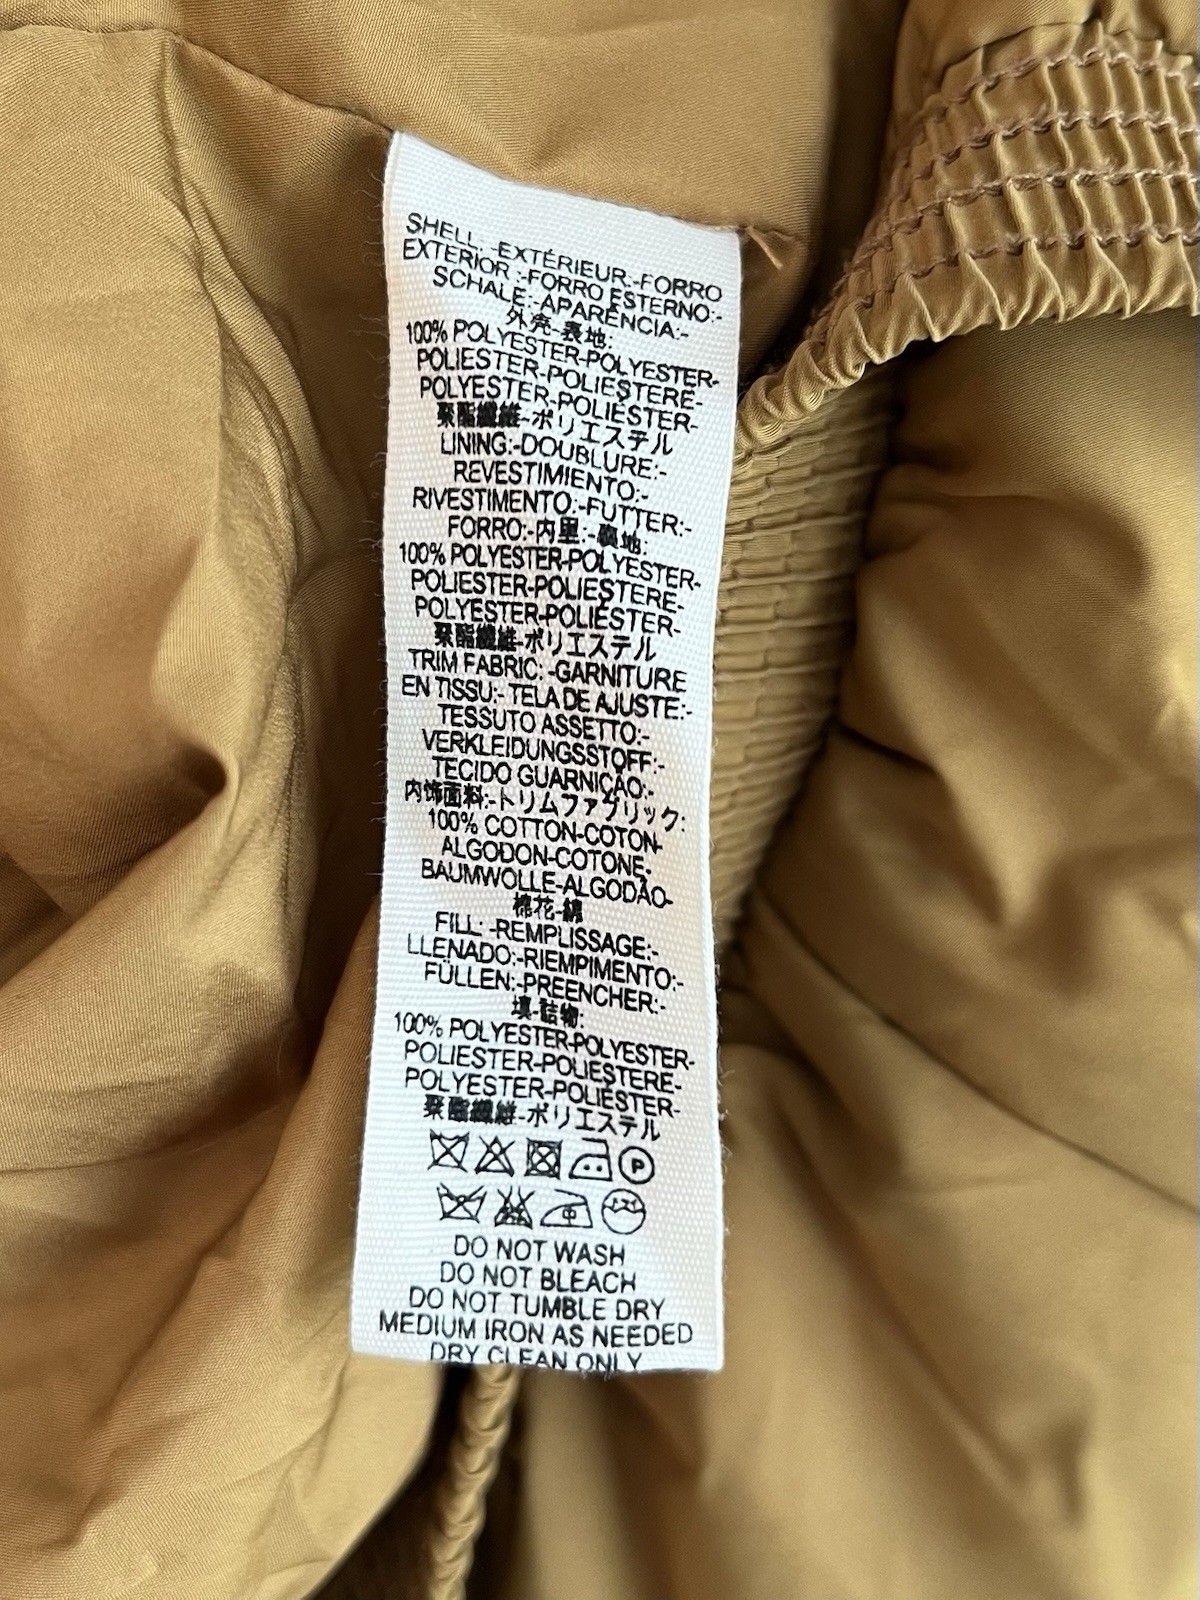 SHELL: -EXTÉRIEUR:-FORRO
EXTERIOR :-FORRO ESTERNO:-
SCHALE:-APARÊNCIA:-
外壳-表地:
100% POLYESTER-POLYESTER-
POLIESTER-POLIESTERE-
POLYESTER-POLIÉSTER-
聚酯纖維-ポリエステル
LINING:-DOUBLURE:-
REVESTIMIENTO:-
RIVESTIMENTO:-FUTTER:-
FORRO:-内里:-裏地:
100% POLYESTER-POLYESTER-
POLIESTER-POLIESTERE-
POLYESTER-POLIÉSTER-
聚酯纖維-ポリエステル
TRIM FABRIC: -GARNITURE
EN TISSU:- TELA DE AJUSTE:-
TESSUTO ASSETTO:-
VERKLEIDUNGSSTOFF:-
TECIDO GUARNIÇÃO:-
内饰面料:-トリムファブリック:
100% COTTON-COTON-
ALGODON-COTONE-
BAUMWOLLE-ALGODÃO-
棉花-綿
FILL: -REMPLISSAGE:-
LLENADO:-RIEMPIMENTO:-
FÜLLEN:-PREENCHER:-
填-詰物:
100% POLYESTER-POLYESTER-
POLIESTER-POLIESTERE-
POLYESTER-POLIÉSTER-
聚酯纖維-ポリエステル
P
中
DO NOT WASH
DO NOT BLEACH
DO NOT TUMBLE DRY
MEDIUM IRON AS NEEDED
DRY CLEAN ONLY